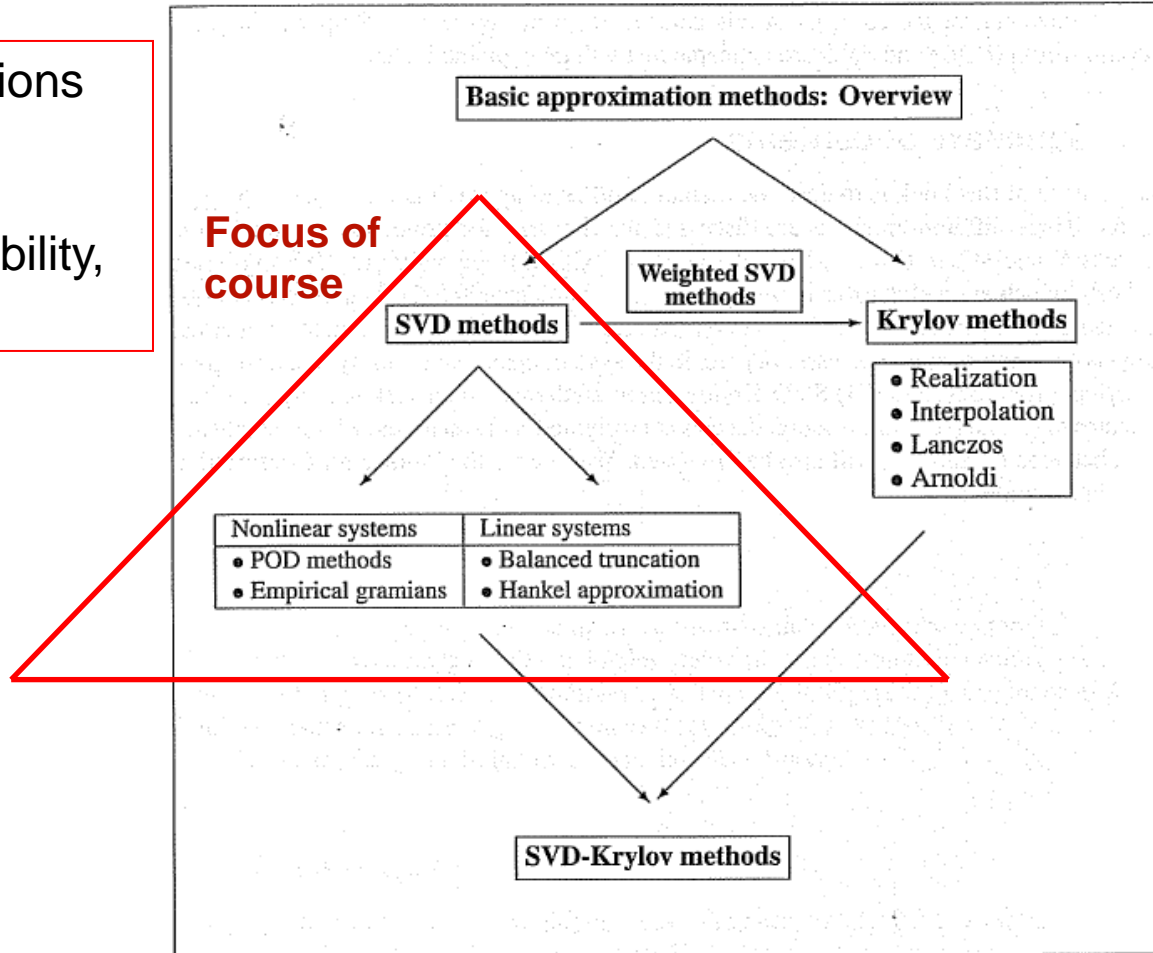 ions
bility,
Focus of
course
Basic approximation methods: Overview
Weighted SVD
methods
SVD methods
Krylov methods
• Realization
• Interpolation
• Lanczos
• Arnoldi
Nonlinear systems
Linear systems
• POD methods
• Balanced truncation
• Empirical gramians
• Hankel approximation
SVD-Krylov methods